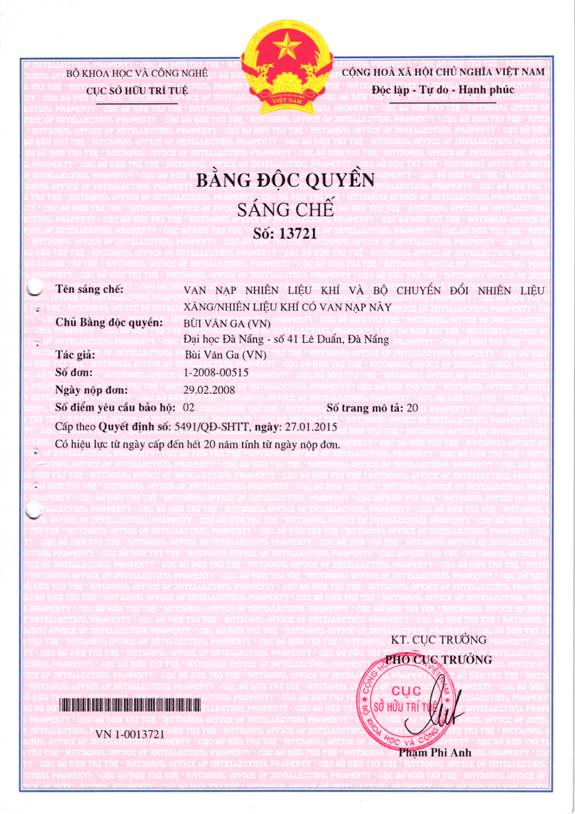 BỘ KHOA HỌC VÀ CÔNG NGHỆ
CỤC SỞ HỮU TRÍ TUỆ
VIỆT NAM
CỘNG HOÀ XÃ HỘI CHỦ NGHĨA VIỆT NAM
Độc lập - Tự do - Hạnh phúc
BẰNG ĐỘC QUYỀN
SÁNG CHẾ
Số: 13721
Tên sáng chế: VAN NẠP NHIÊN LIỆU KHÍ VÀ BỘ CHUYỂN ĐỔI NHIÊN LIỆU
XĂNG/NHIÊN LIỆU KHÍ CÓ VAN NẠP NÀY
Chủ Bằng độc quyền: BÙI VĂN GA (VN)
Đại học Đà Nẵng - số 41 Lê Duẩn, Đà Nẵng
Tác giả: Bùi Văn Ga (VN)
Số đơn: 1-2008-00515
Ngày nộp đơn: 29.02.2008
Số điểm yêu cầu bảo hộ: 02 Số trang mô tả: 20
Cấp theo Quyết định số: 5491/QĐ-SHTT, ngày: 27.01.2015
Có hiệu lực từ ngày cấp đến hết 20 năm tính từ ngày nộp đơn.
KT. CỤC TRƯỞNG
PHÓ CỤC TRƯỞNG
CỤC
SỞ HỮU TRÍ TUỆ
VN 1-0013721
Phạm Phi Anh